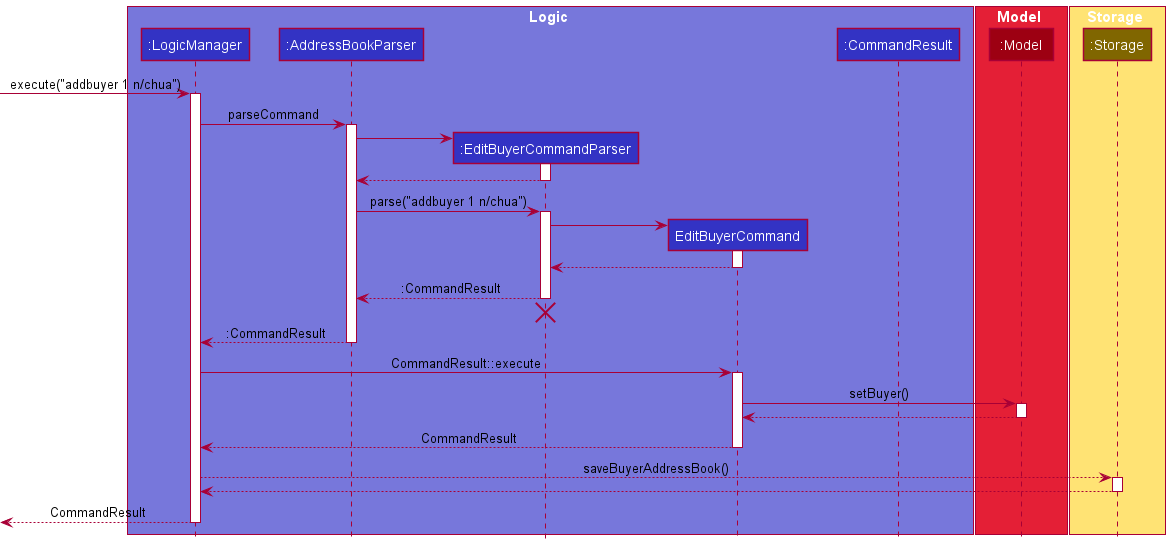 Logic
Model
Storage
:LogicManager
:AddressBookParser
:CommandResult
:Model
:Storage
execute("addbuyer 1 n/chua")
parseCommand
:EditBuyerCommandParser
parse("addbuyer 1 n/chua")
EditBuyerCommand
:CommandResult
:CommandResult
CommandResult::execute
setBuyer()
CommandResult
saveBuyerAddressBook()
CommandResult